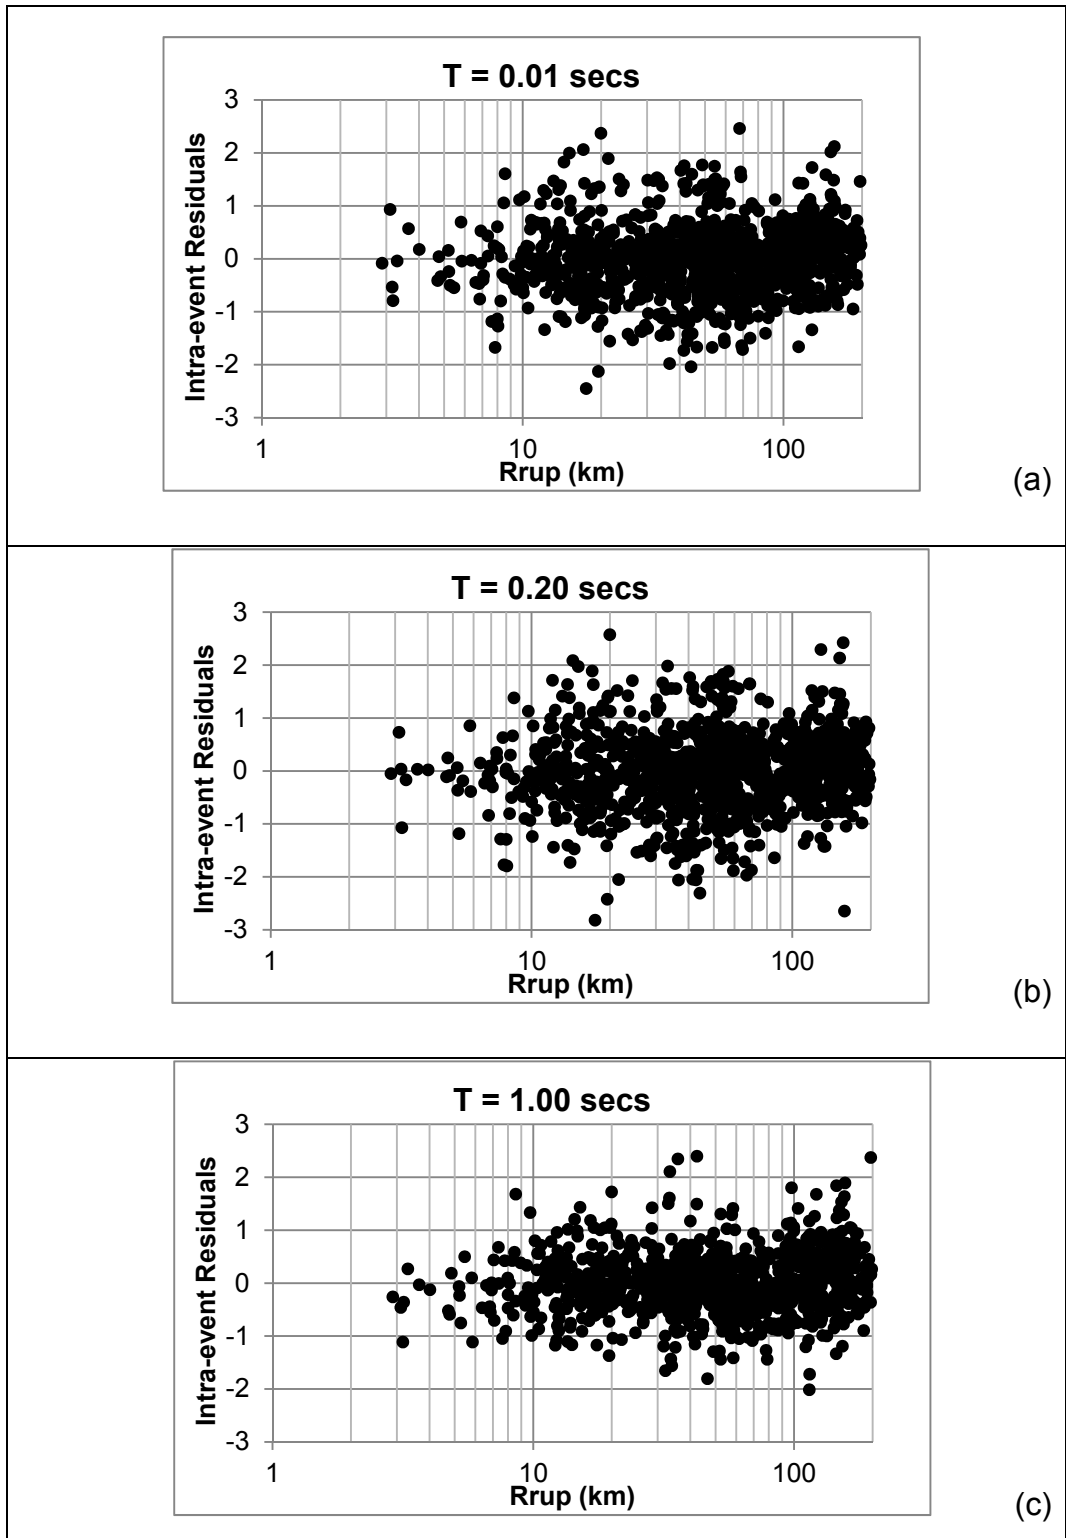 T = 0.01 secs
Intra-event Residuals
3
2
1
0
-1
-2
-3
1
10
100
Rrup (km)
(a)
T = 0.20 secs
Intra-event Residuals
3
2
1
0
-1
-2
-3
1
10
100
Rrup (km)
(b)
T = 1.00 secs
Intra-event Residuals
3
2
1
0
-1
-2
-3
1
10
100
Rrup (km)
(c)